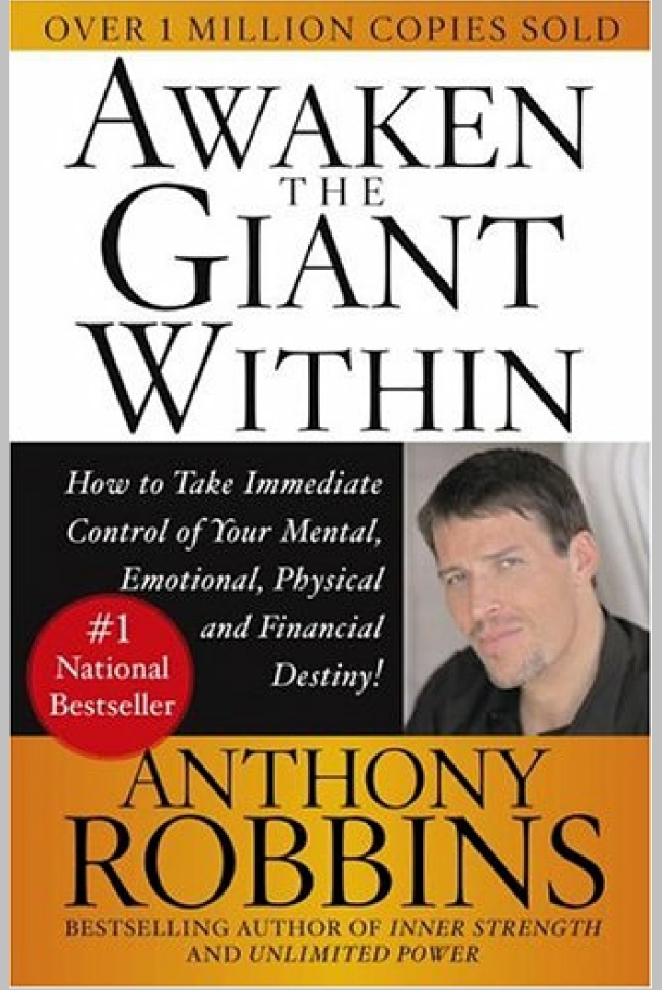 OVER 1 MILLION COPIES SOLD
AWAKEN
THE
GIANT
WITHIN
How to Take Immediate
Control of Your Mental,
Emotional, Physical
and Financial
Destiny!
#1
National
Bestseller
ANTHONY
ROBBINS
BESTSELLING AUTHOR OF INNER STRENGTH
AND UNLIMITED POWER